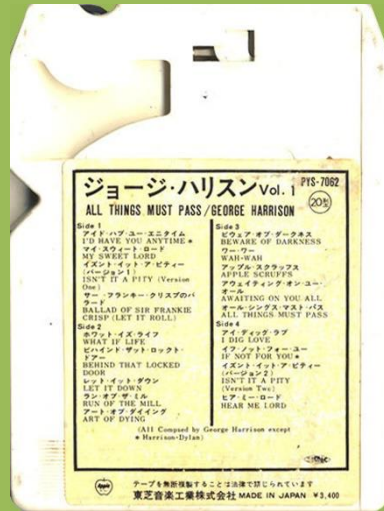 ジョージ・ハリスン Vol. 1
PYS-7062
20型
ALL THINGS MUST PASS/GEORGE HARRISON
Side 1
アイド・ハブ・ユー・エニタイム
I'D HAVE YOU ANYTIME *
マイ・スウィート・ロード
MY SWEET LORD
イズント・イット・ア・ピティー
(バージョン1)
ISN'T IT A PITY (Version
One)
サー・フランキー・クリスプのバ
ラード
BALLAD OF SIR FRANKIE
CRISP (LET IT ROLL)
Side 2
ホワット・イズ・ライフ
WHAT IF LIFE
ビハインド・ザット・ロックト・
ドアー
BEHIND THAT LOCKED
DOOR
レット・イット・ダウン
LET IT DOWN
ラン・オブ・ザ・ミル
RUN OF THE MILL
アート・オブ・ダイイング
ART OF DYING
Side 3
ビウェア・オブ・ダークネス
BEWARE OF DARKNESS
ワー・ワー
WAH-WAH
アップル・スクラッフス
APPLE SCRUFFS
アウェイティング・オン・ユー・
オール
AWAITING ON YOU ALL
オール・シングス・マスト・パス
ALL THINGS MUST PASS
Side 4
アイ・ディッグ・ラブ
I DIG LOVE
イフ・ノット・フォー・ユー
IF NOT FOR YOU *
イズント・イット・ア・ピティー
(バージョン2)
ISN'T IT A PITY
(Version Two)
ヒア・ミー・ロード
HEAR ME LORD
(All Compsed by George Harrison except
* Harrison-Dylan)
テープを無断複製することは法律で禁じられています
東芝音楽工業株式会社 MADE IN JAPAN ¥3,400